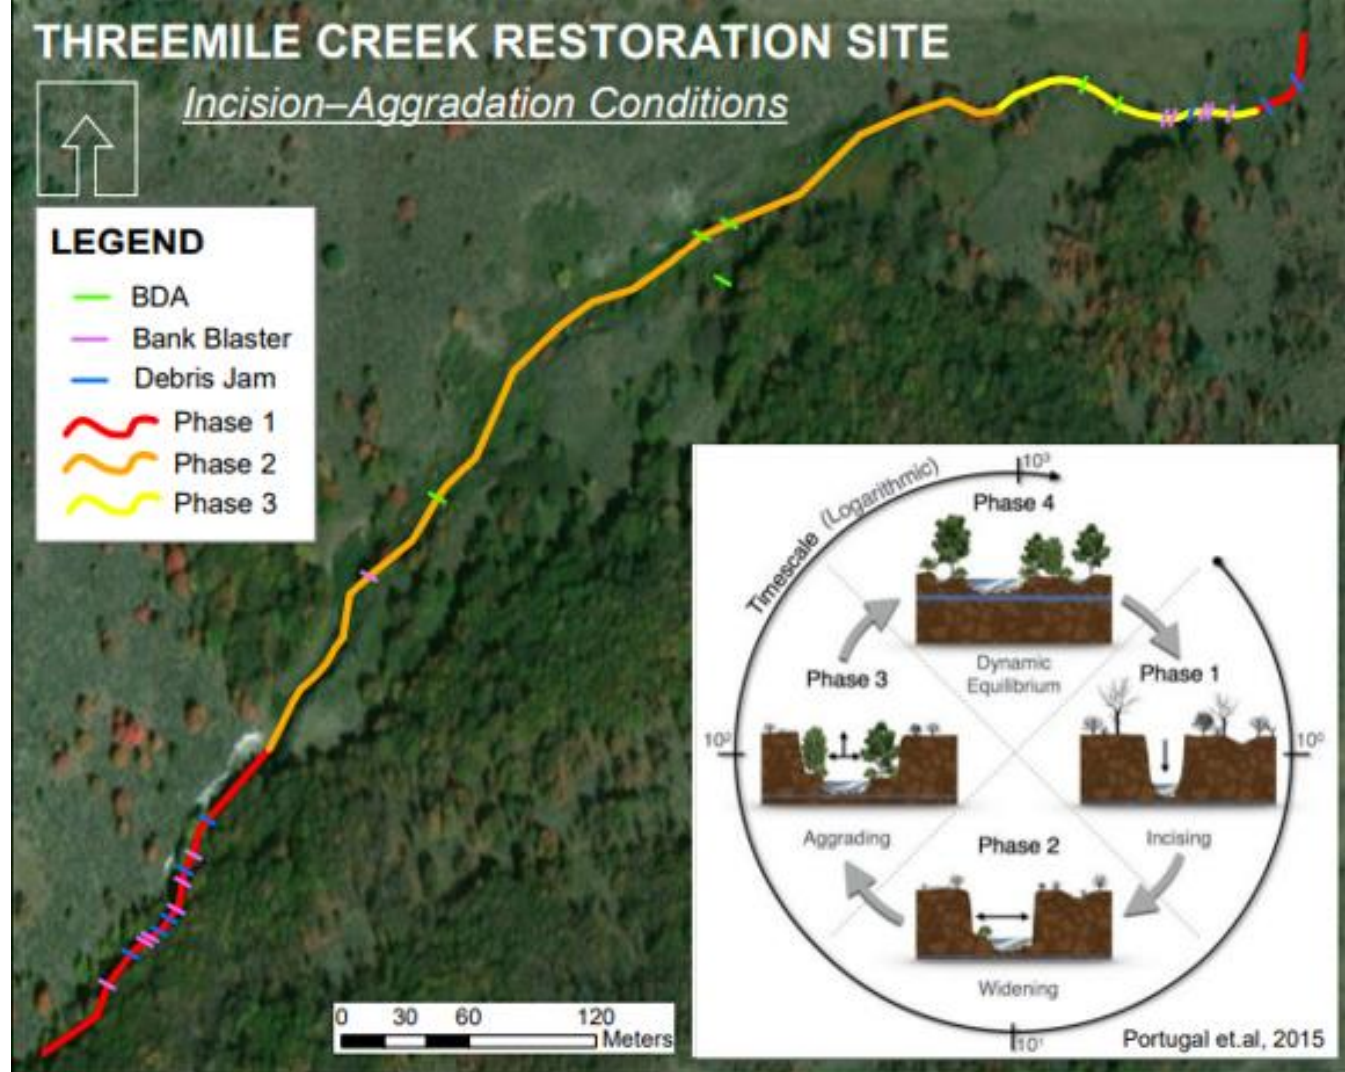 THREEMILE CREEK RESTORATION SITE
Incision–Aggradation Conditions
LEGEND
BDA
Bank Blaster
Debris Jam
Phase 1
Phase 2
Phase 3
0 30 60 120
Meters
Timescale (Logarithmic)
10³
Phase 4
Dynamic
Equilibrium
Phase 3
Phase 1
10²
10⁰
Aggrading
Incising
Phase 2
Widening
10¹
Portugal et.al, 2015